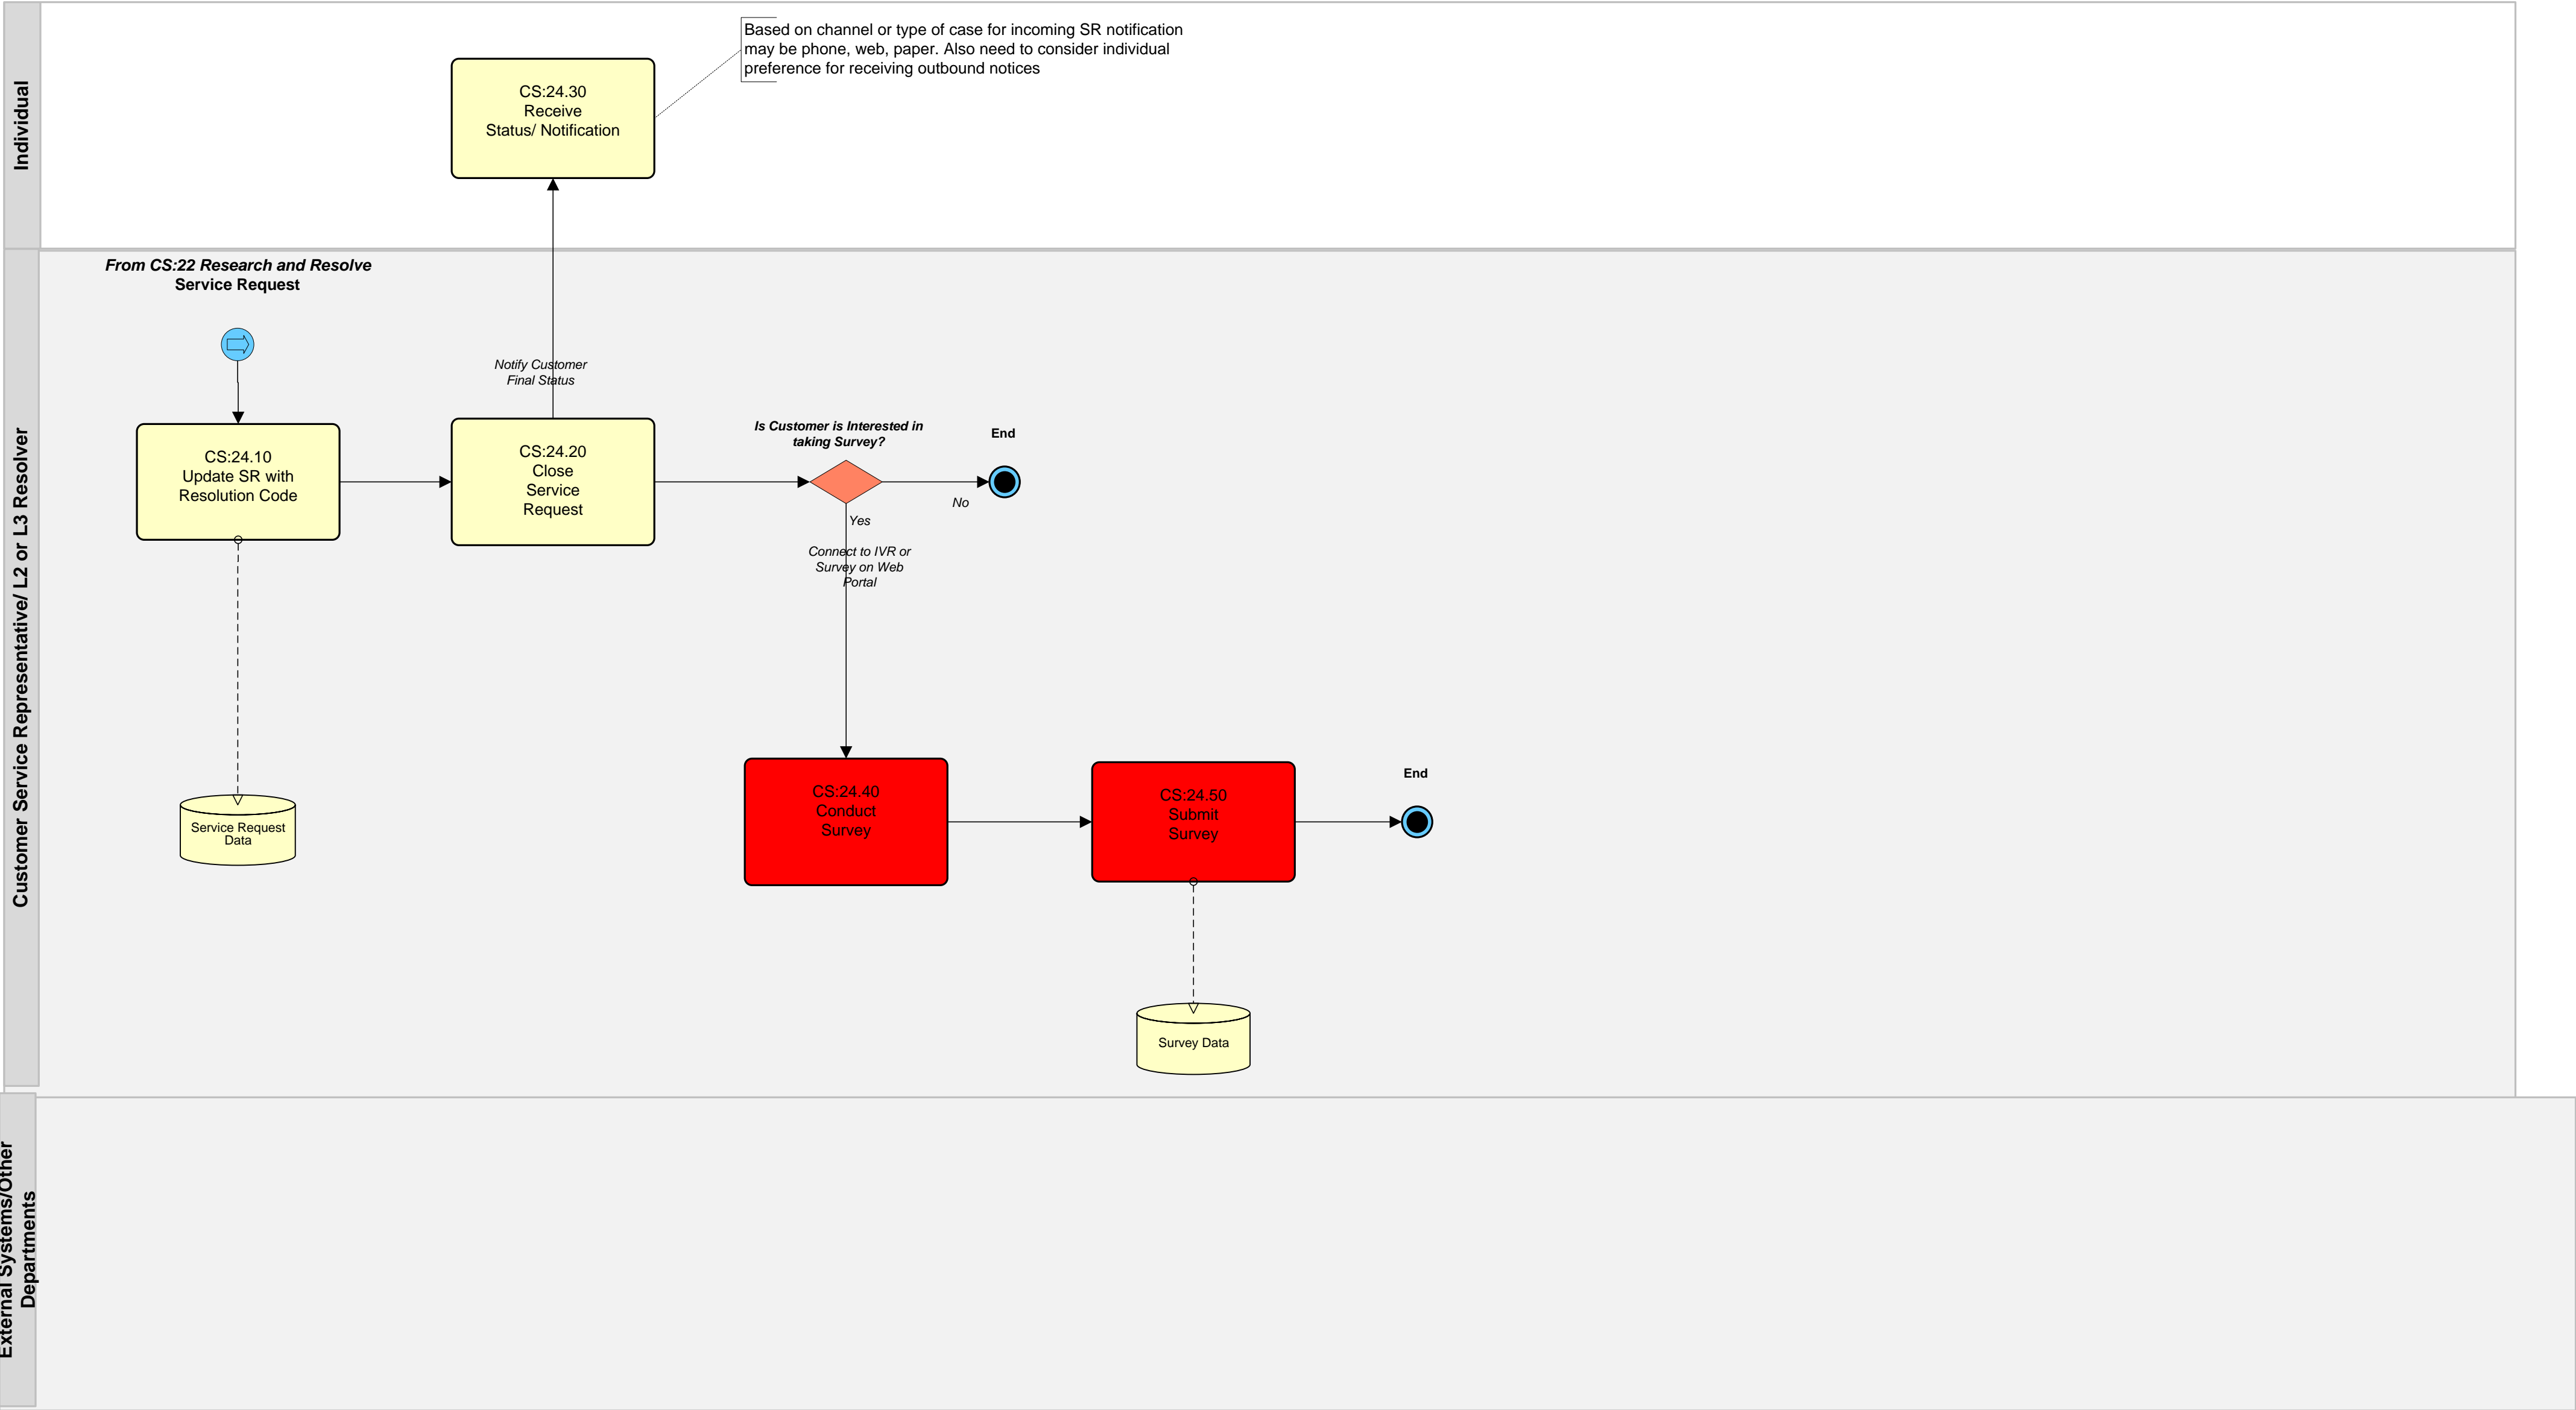 Individual
Based on channel or type of case for incoming SR notification
may be phone, web, paper. Also need to consider individual
preference for receiving outbound notices
CS:24.30
Receive
Status/ Notification
Customer Service Representative/ L2 or L3 Resolver
From CS:22 Research and Resolve
Service Request
Notify Customer
Final Status
CS:24.10
Update SR with
Resolution Code
CS:24.20
Close
Service
Request
Is Customer is Interested in
taking Survey?
End
No
Yes
Connect to IVR or
Survey on Web
Portal
Service Request
Data
CS:24.40
Conduct
Survey
CS:24.50
Submit
Survey
End
Survey Data
External Systems/Other
Departments